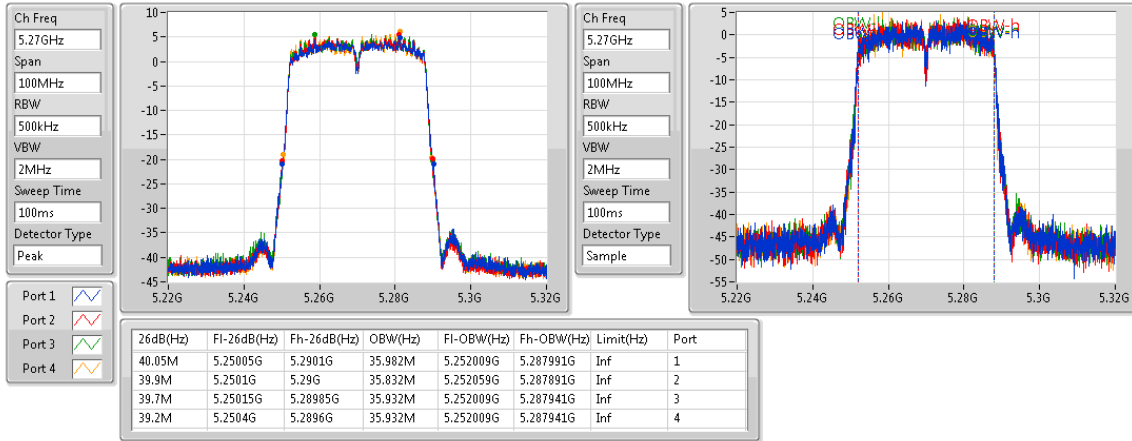 Ch Freq
5.27GHz
Span
100MHz
RBW
500kHz
VBW
2MHz
Sweep Time
100ms
Detector Type
Peak
10
5
0
-5
-10
-15
-20
-25
-30
-35
-40
-45
5.22G 5.24G 5.26G 5.28G 5.3G 5.32G
Ch Freq
5.27GHz
Span
100MHz
RBW
500kHz
VBW
2MHz
Sweep Time
100ms
Detector Type
Sample
5
0
-5
-10
-15
-20
-25
-30
-35
-40
-45
-50
-55
OBW-h
5.22G 5.24G 5.26G 5.28G 5.3G 5.32G
Port 1
Port 2
Port 3
Port 4
26dB(Hz) Fl-26dB(Hz) Fh-26dB(Hz) OBW(Hz) Fl-OBW(Hz) Fh-OBW(Hz) Limit(Hz) Port
40.05M 5.25005G 5.2901G 35.982M 5.252009G 5.287991G Inf 1
39.9M 5.2501G 5.29G 35.832M 5.252059G 5.287891G Inf 2
39.7M 5.25015G 5.28985G 35.932M 5.252009G 5.287941G Inf 3
39.2M 5.2504G 5.2896G 35.932M 5.252009G 5.287941G Inf 4